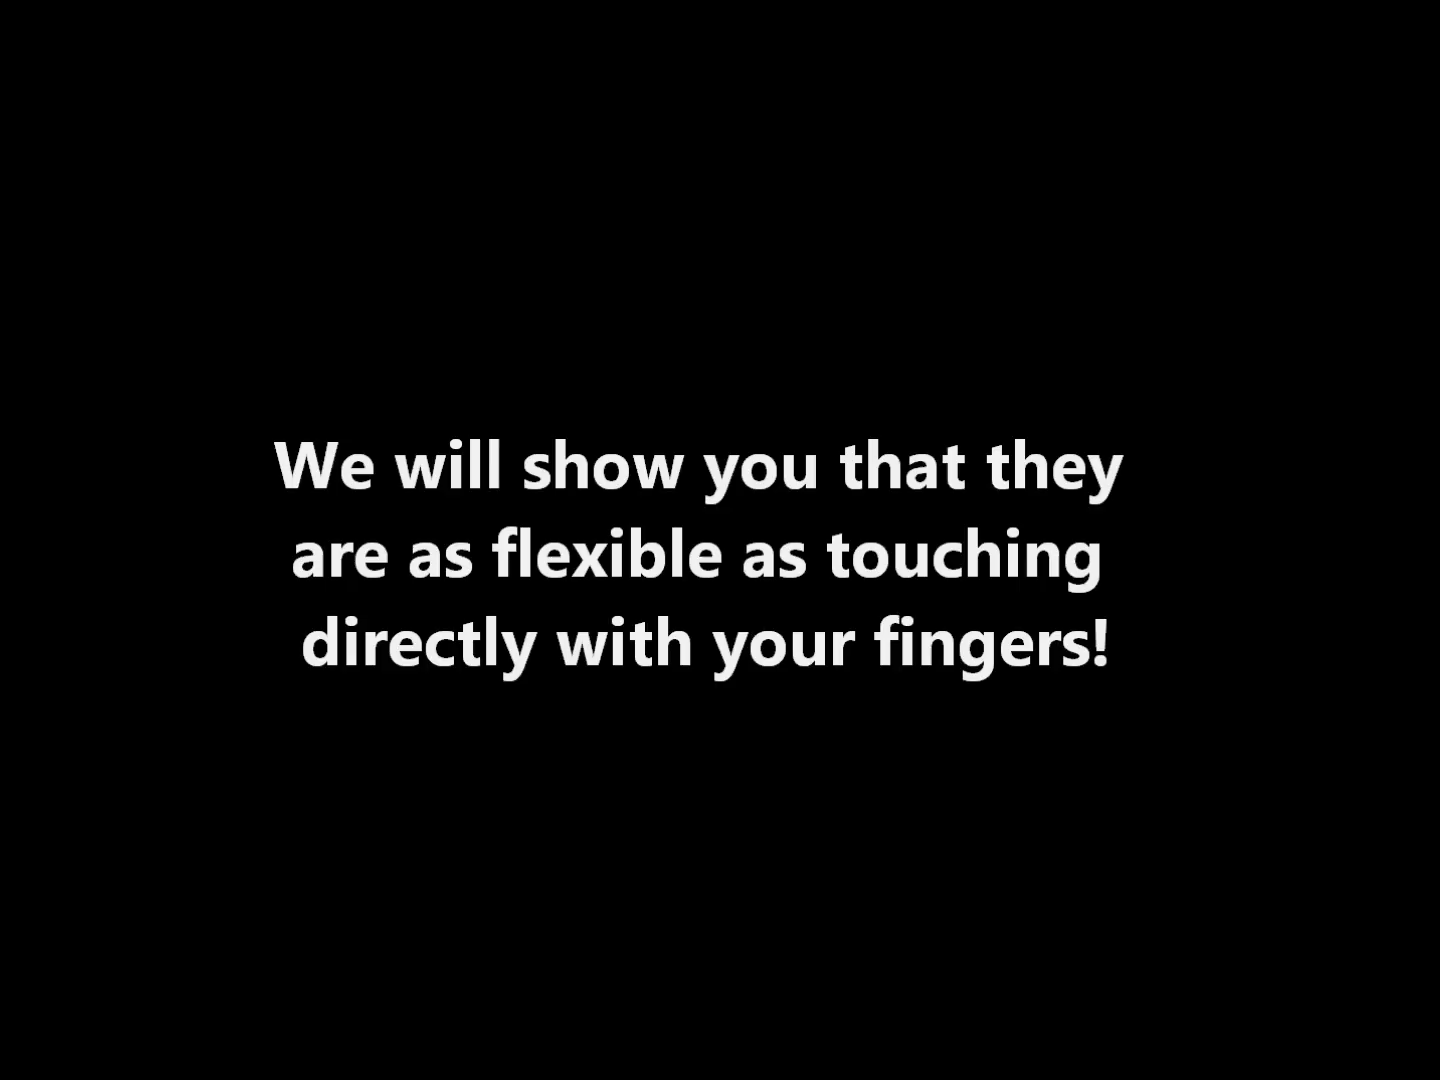 We will show you that they
are as flexible as touching
directly with your fingers!